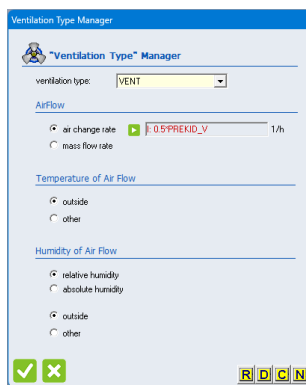 Ventilation Type Manager
"Ventilation Type" Manager
ventilation type: VENT
AirFlow
air change rate I: 0.5*PREKID_V 1/h
mass flow rate
Temperature of Air Flow
outside
other
Humidity of Air Flow
relative humidity
absolute humidity
outside
other
R D C N